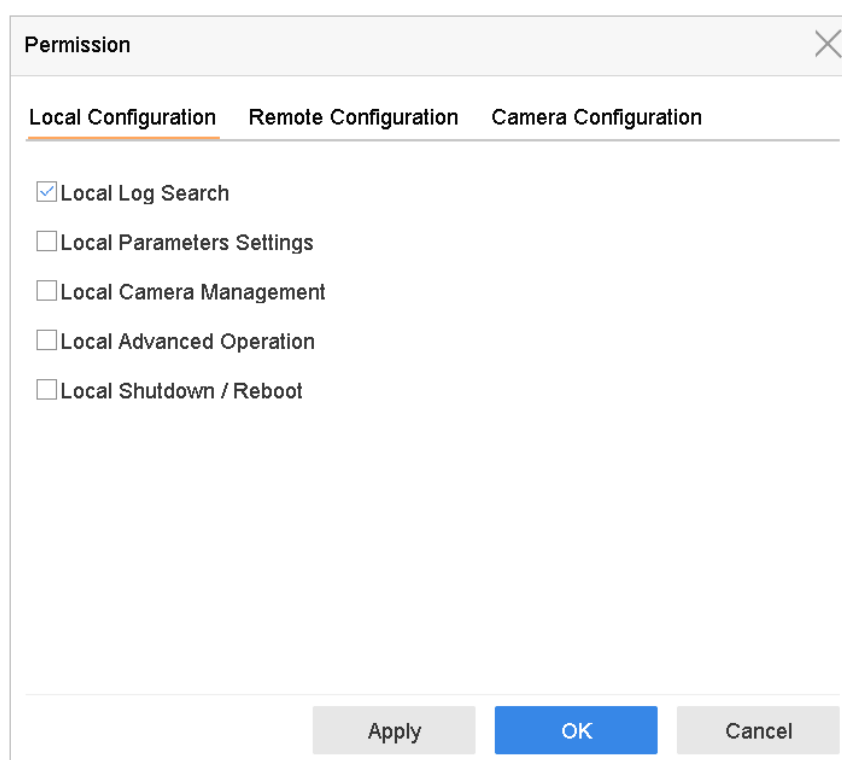 Permission
Local Configuration Remote Configuration Camera Configuration
Local Log Search
Local Parameters Settings
Local Camera Management
Local Advanced Operation
Local Shutdown / Reboot
Apply OK Cancel